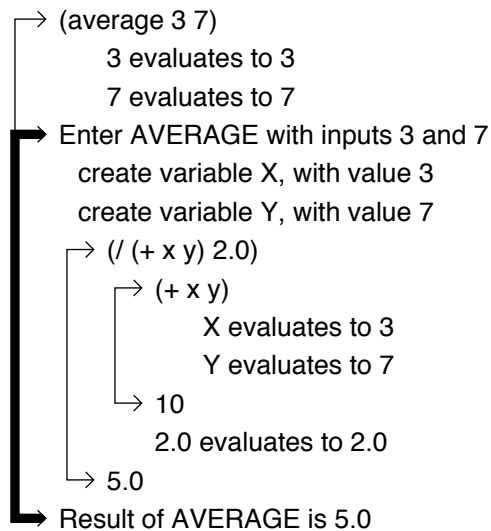 (average 3 7)
3 evaluates to 3
7 evaluates to 7
Enter AVERAGE with inputs 3 and 7
create variable X, with value 3
create variable Y, with value 7
(/ (+ x y) 2.0)
(+ x y)
X evaluates to 3
Y evaluates to 7
10
2.0 evaluates to 2.0
5.0
Result of AVERAGE is 5.0